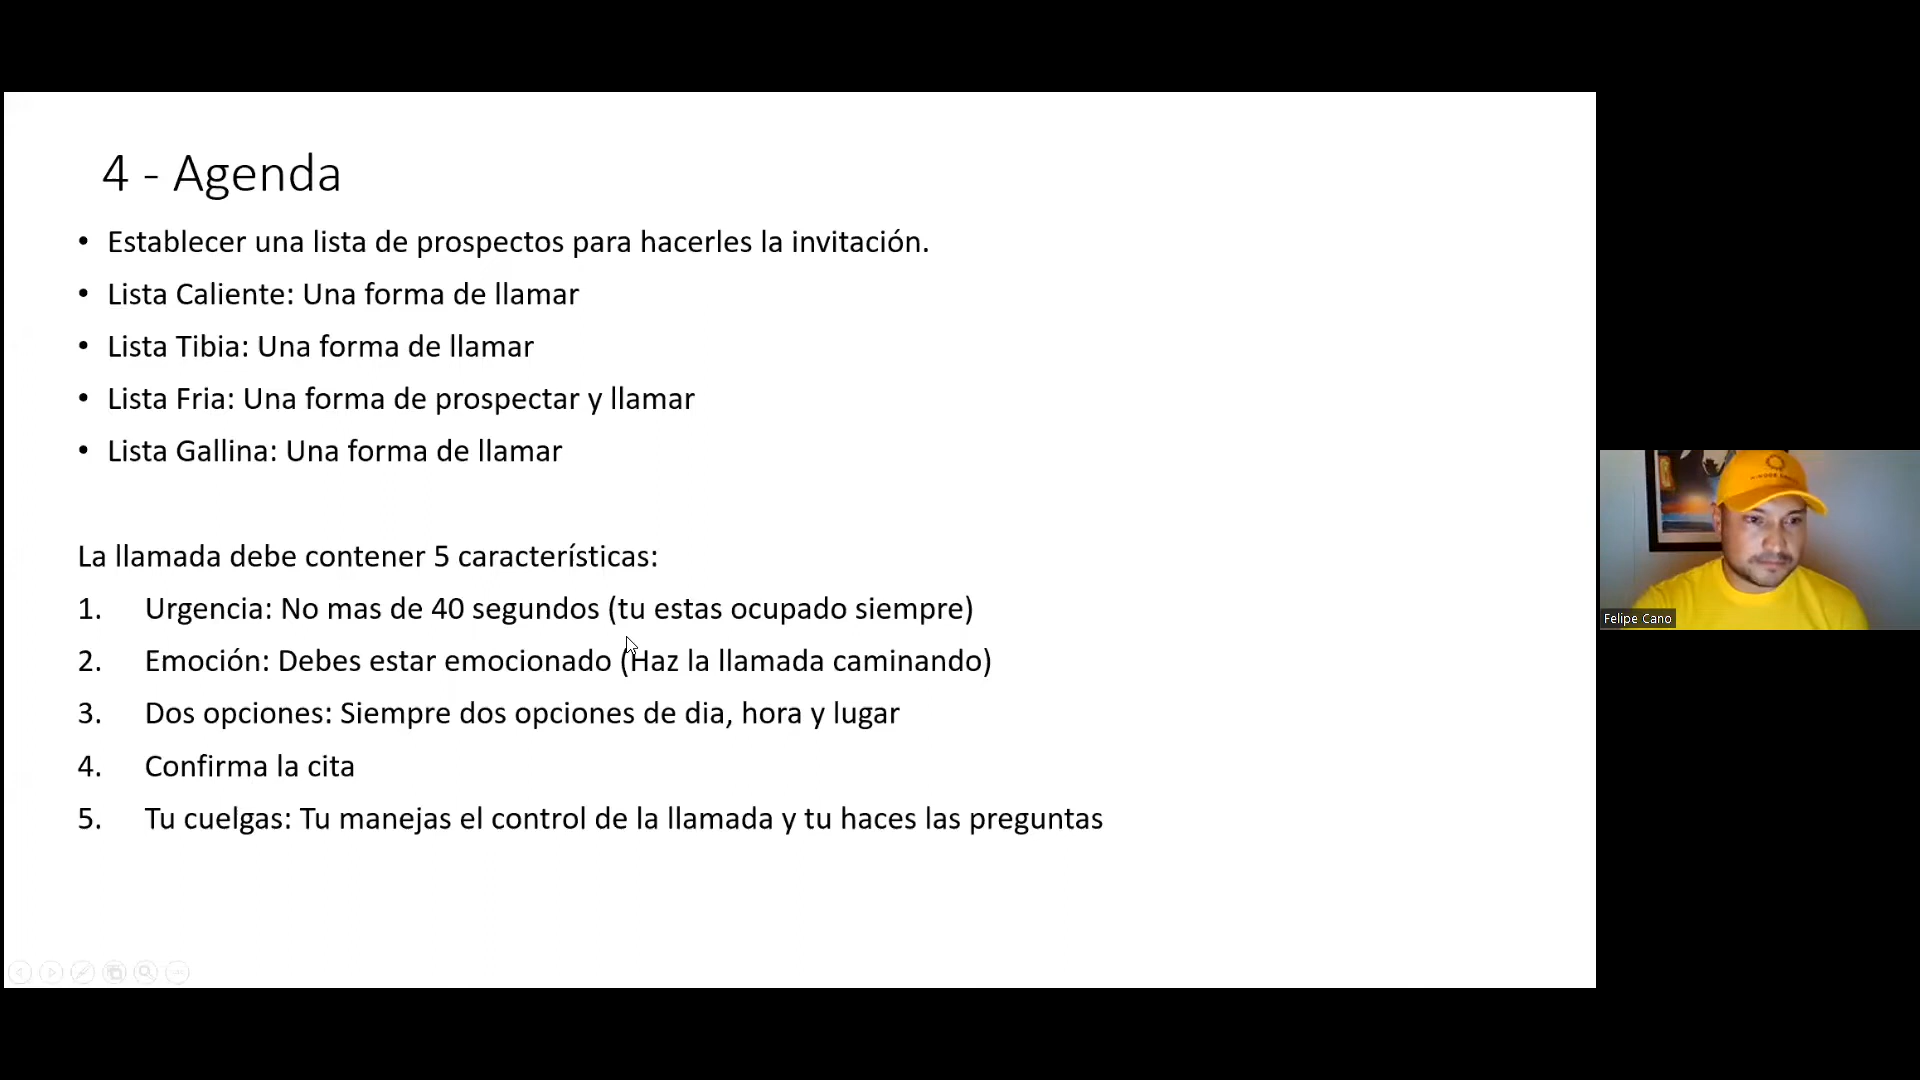 4 - Agenda
• Establecer una lista de prospectos para hacerles la invitación.
• Lista Caliente: Una forma de llamar
• Lista Tibia: Una forma de llamar
• Lista Fria: Una forma de prospectar y llamar
• Lista Gallina: Una forma de llamar
La llamada debe contener 5 características:
1. Urgencia: No mas de 40 segundos (tu estas ocupado siempre)
2. Emoción: Debes estar emocionado (Haz la llamada caminando)
3. Dos opciones: Siempre dos opciones de dia, hora y lugar
4. Confirma la cita
5. Tu cuelgas: Tu manejas el control de la llamada y tu haces las preguntas
Felipe Cano